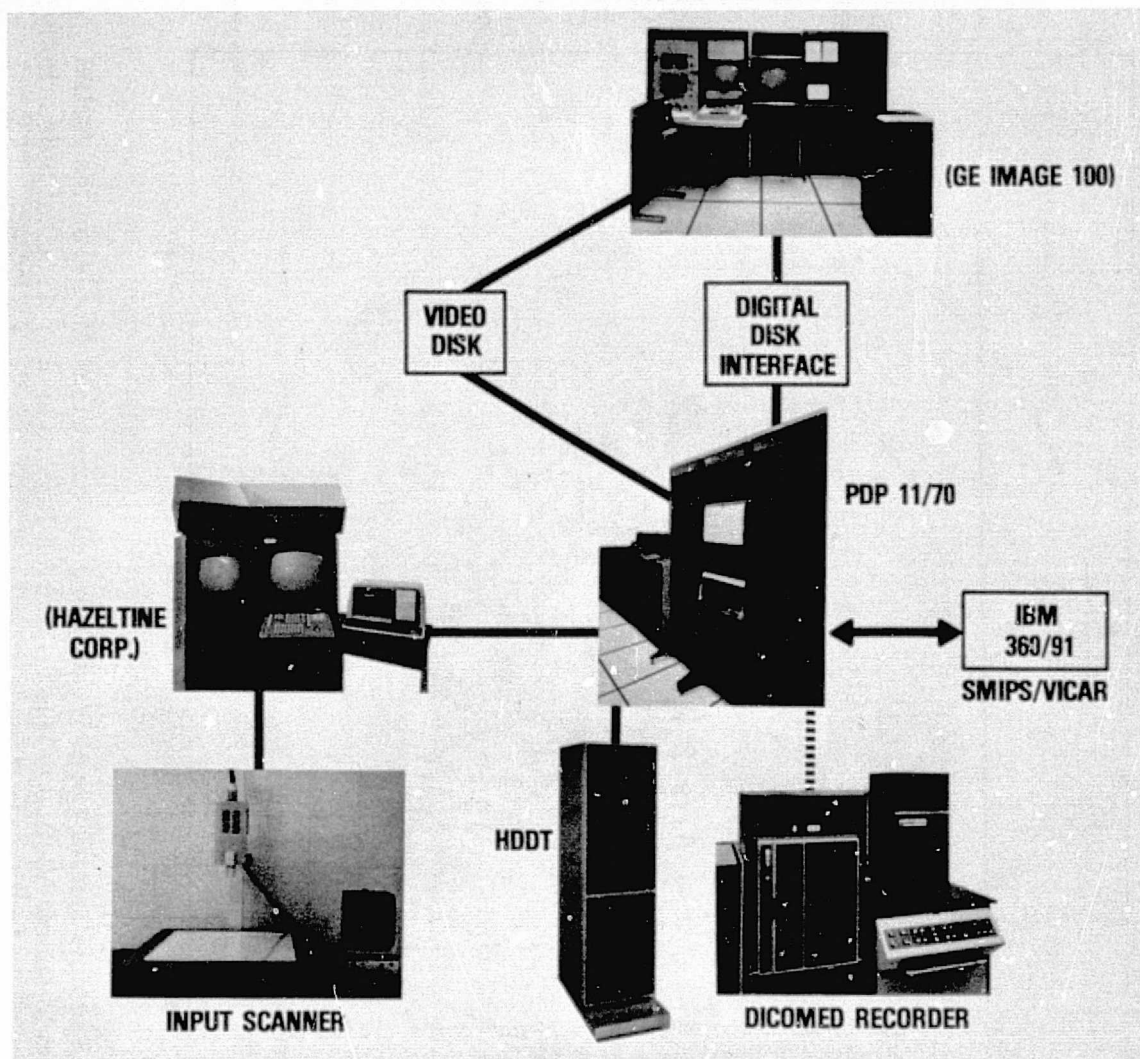 (GE IMAGE 100)
VIDEO
DISK
DIGITAL
DISK
INTERFACE
PDP 11/70
(HAZELTINE
CORP.)
IBM
360/91
SMIPS/VICAR
HDDT
INPUT SCANNER
DICOMED RECORDER